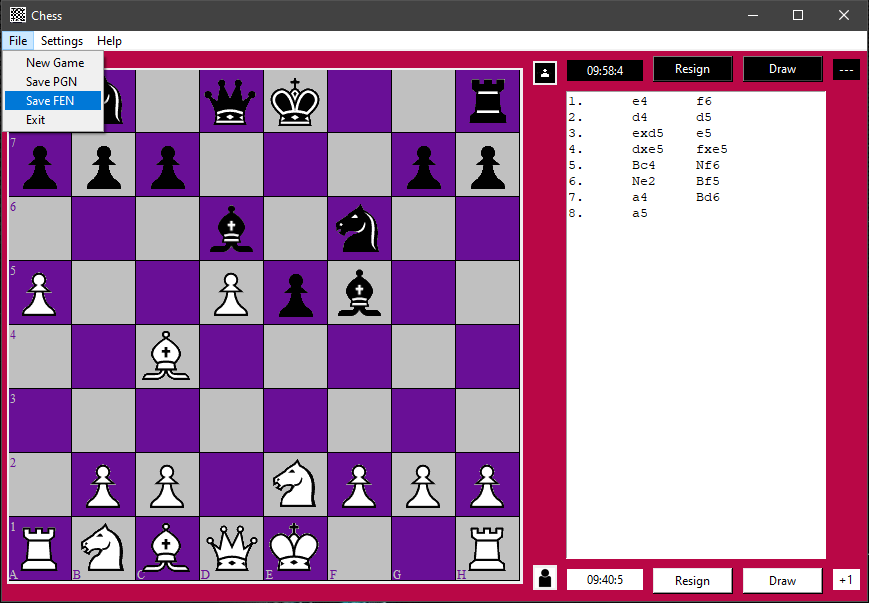 Chess
File Settings Help
New Game
Save PGN
Save FEN
Exit
09:58:4 Resign Draw ---
1. e4 f6
2. d4 d5
3. exd5 e5
4. dxe5 fxe5
5. Bc4 Nf6
6. Ne2 Bf5
7. a4 Bd6
8. a5
7
6
5
4
3
2
1
A B C D E F G H
09:40:5 Resign Draw +1